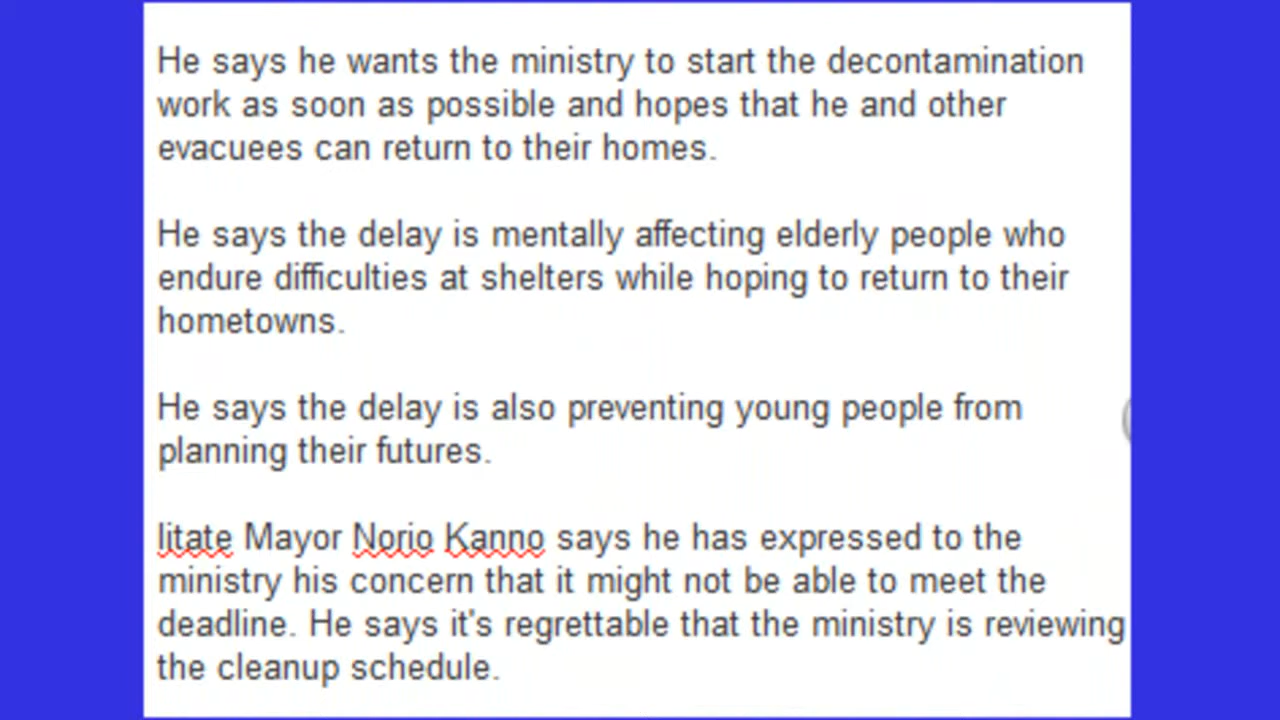 He says he wants the ministry to start the decontamination
work as soon as possible and hopes that he and other
evacuees can return to their homes.
He says the delay is mentally affecting elderly people who
endure difficulties at shelters while hoping to return to their
hometowns.
He says the delay is also preventing young people from
planning their futures.
Iitate Mayor Norio Kanno says he has expressed to the
ministry his concern that it might not be able to meet the
deadline. He says it's regrettable that the ministry is reviewing
the cleanup schedule.